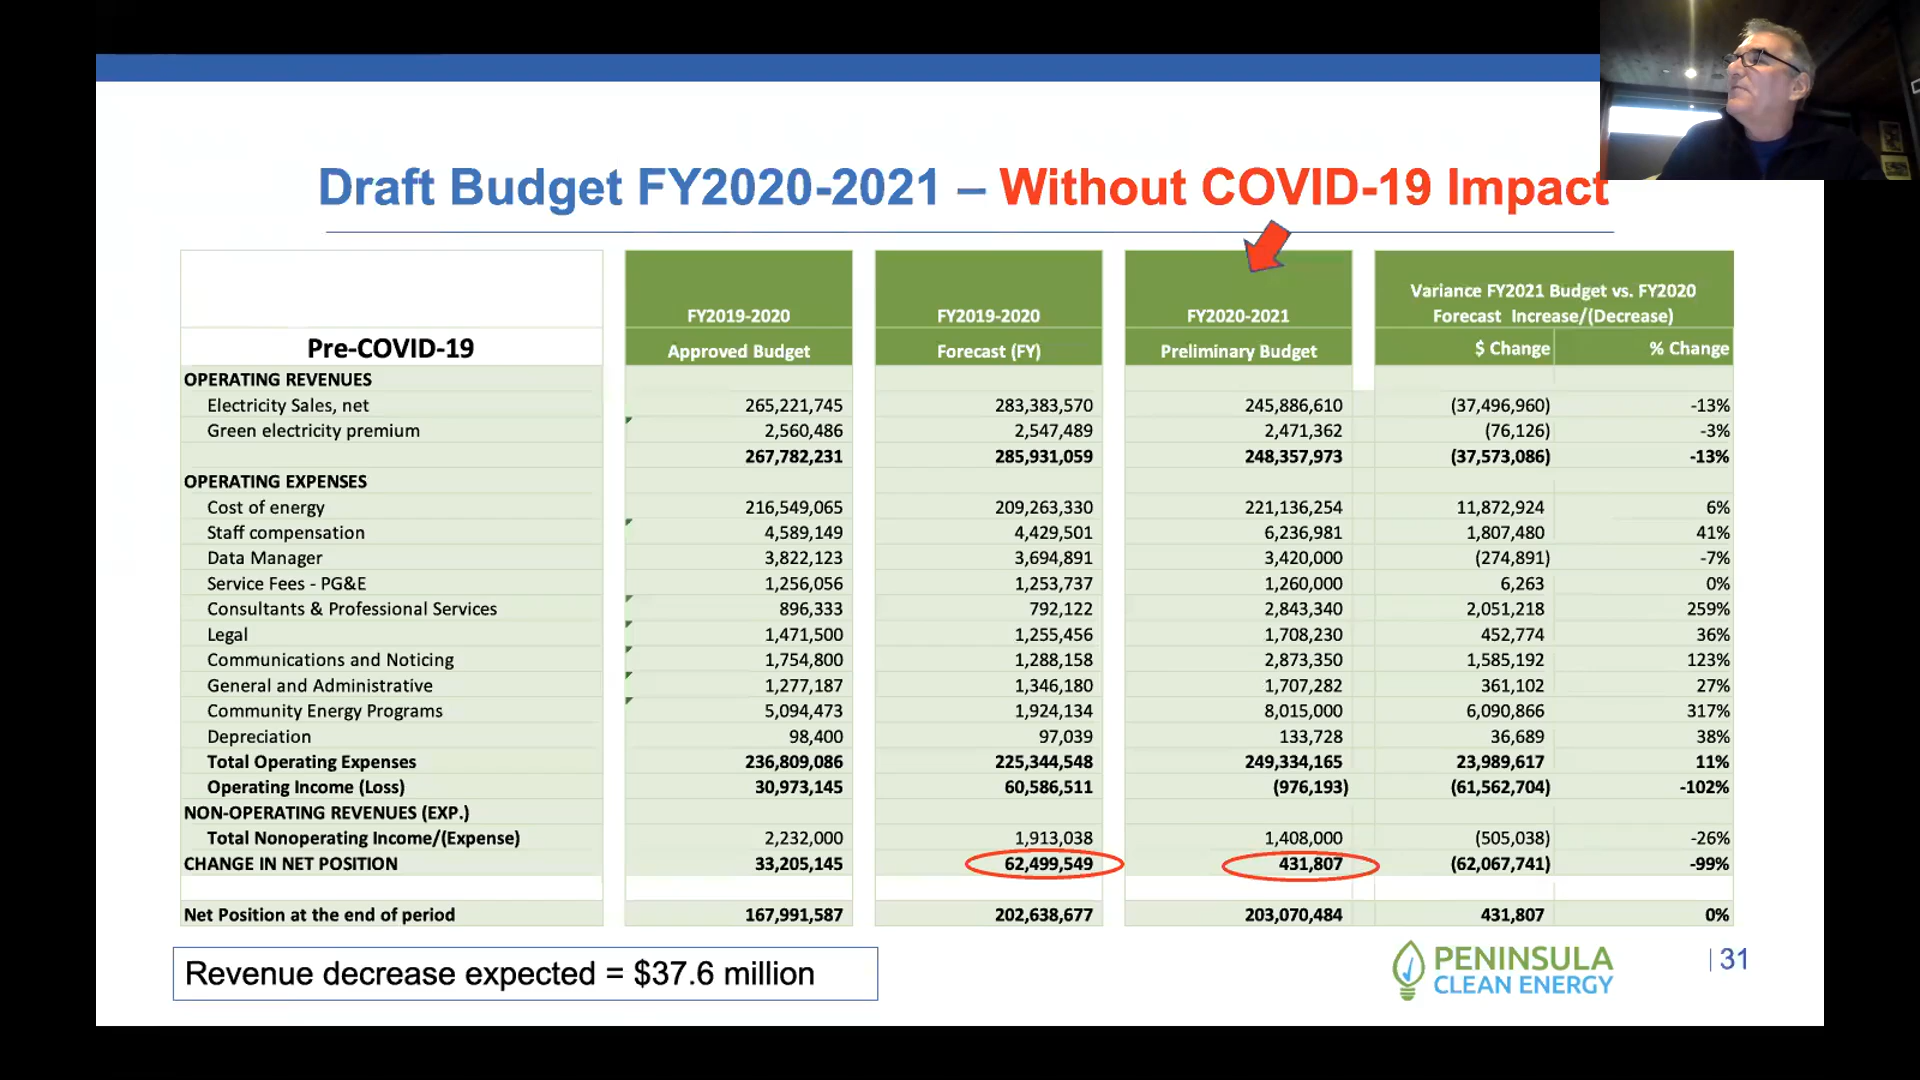 Draft Budget FY2020-2021 – Without COVID-19 Impact
FY2019-2020 FY2019-2020 FY2020-2021 Variance FY2021 Budget vs. FY2020 Forecast Increase/(Decrease)
Pre-COVID-19 Approved Budget Forecast (FY) Preliminary Budget $ Change % Change
OPERATING REVENUES
Electricity Sales, net 265,221,745 283,383,570 245,886,610 (37,496,960) -13%
Green electricity premium 2,560,486 2,547,489 2,471,362 (76,126) -3%
267,782,231 285,931,059 248,357,973 (37,573,086) -13%
OPERATING EXPENSES
Cost of energy 216,549,065 209,263,330 221,136,254 11,872,924 6%
Staff compensation 4,589,149 4,429,501 6,236,981 1,807,480 41%
Data Manager 3,822,123 3,694,891 3,420,000 (274,891) -7%
Service Fees - PG&E 1,256,056 1,253,737 1,260,000 6,263 0%
Consultants & Professional Services 896,333 792,122 2,843,340 2,051,218 259%
Legal 1,471,500 1,255,456 1,708,230 452,774 36%
Communications and Noticing 1,754,800 1,288,158 2,873,350 1,585,192 123%
General and Administrative 1,277,187 1,346,180 1,707,282 361,102 27%
Community Energy Programs 5,094,473 1,924,134 8,015,000 6,090,866 317%
Depreciation 98,400 97,039 133,728 36,689 38%
Total Operating Expenses 236,809,086 225,344,548 249,334,165 23,989,617 11%
Operating Income (Loss) 30,973,145 60,586,511 (976,193) (61,562,704) -102%
NON-OPERATING REVENUES (EXP.)
Total Nonoperating Income/(Expense) 2,232,000 1,913,038 1,408,000 (505,038) -26%
CHANGE IN NET POSITION 33,205,145 62,499,549 431,807 (62,067,741) -99%
Net Position at the end of period 167,991,587 202,638,677 203,070,484 431,807 0%
Revenue decrease expected = $37.6 million
PENINSULA
CLEAN ENERGY
31